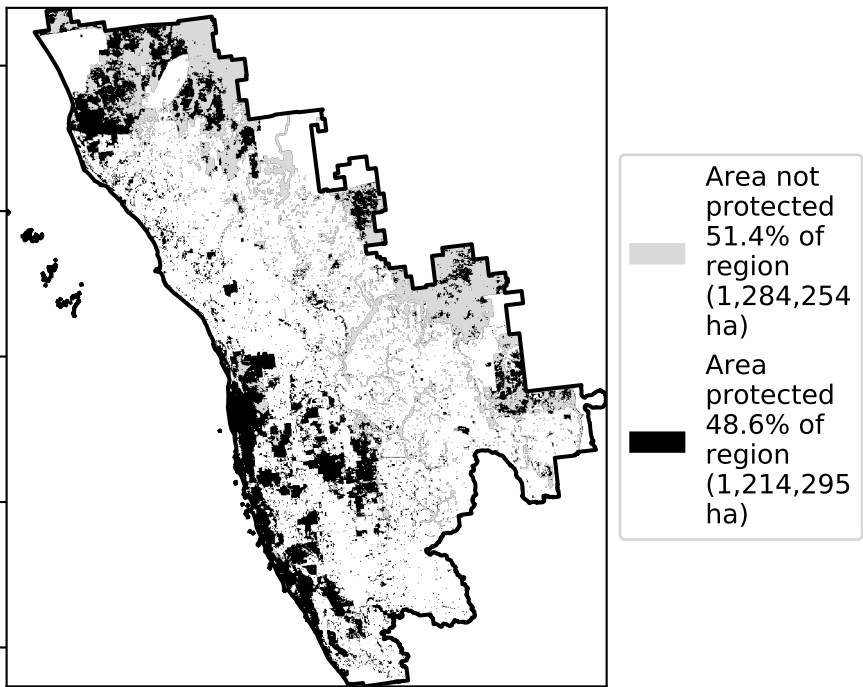 Area not
protected
51.4% of
region
(1,284,254
ha)
Area
protected
48.6% of
region
(1,214,295
ha)